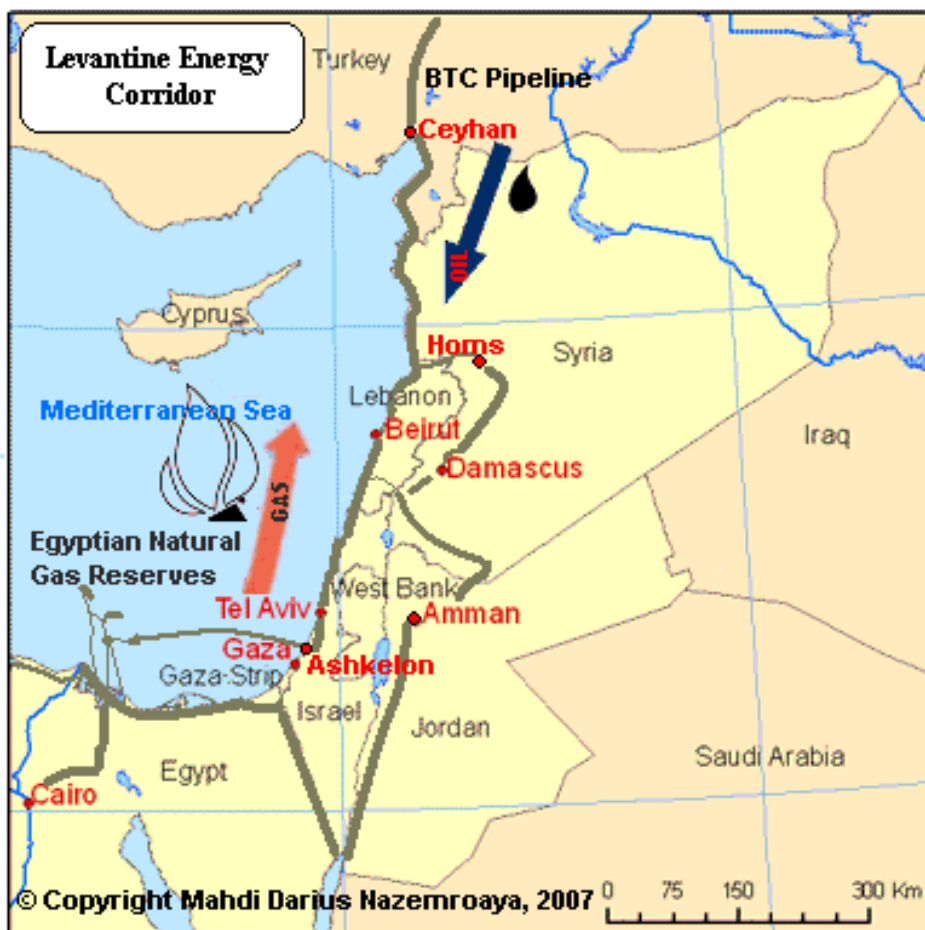 Levantine Energy
Corridor
Turkey
BTC Pipeline
Ceyhan
OIL
Cyprus
Homs
Syria
Lebanon
Mediterranean Sea
Beirut
Iraq
Damascus
GAS
Egyptian Natural
Gas Reserves
West Bank
Tel Aviv
Amman
Gaza
Ashkelon
Gaza-Strip
Israel
Jordan
Saudi Arabia
Egypt
Cairo
0 75 150 300 Km
© Copyright Mahdi Darius Nazemroaya, 2007